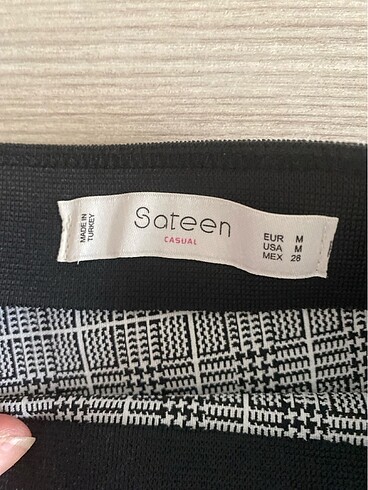 MADE IN
TURKEY
Sateen
CASUAL
EUR M
USA M
MEX 28